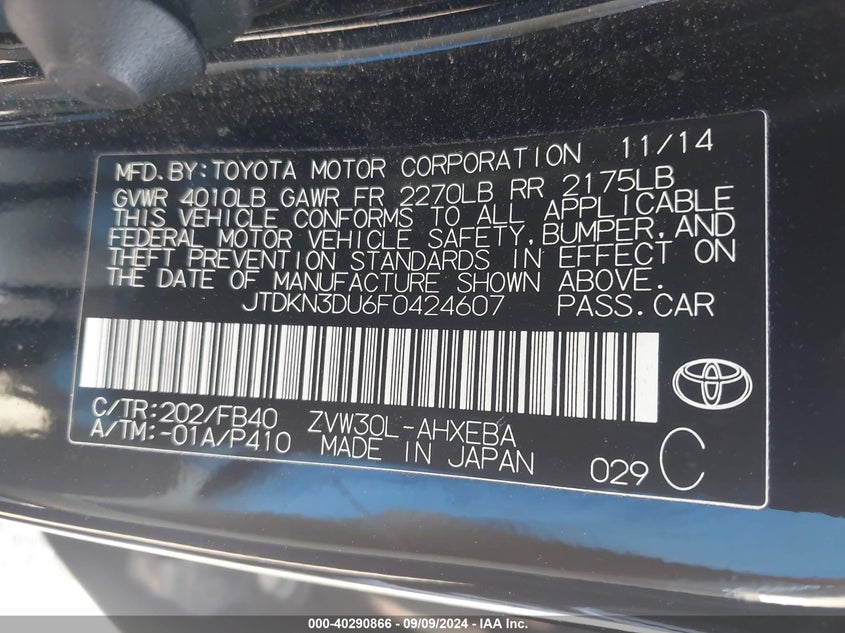 MFD.BY:TOYOTA MOTOR CORPORATION 11/14
GVWR 4010LB GAWR FR 2270LB RR 2175LB
THIS VEHICLE CONFORMS TO ALL APPLICABLE
FEDERAL MOTOR VEHICLE SAFETY,BUMPER,AND
THEFT PREVENTION STANDARDS IN EFFECT ON
THE DATE OF MANUFACTURE SHOWN ABOVE.
JTDKN3DU6F0424607 PASS.CAR
C/TR:202/FB40 ZVW30L-AHXEBA
A/TM:-01A/P410 MADE IN JAPAN
029 C
000-40290866 - 09/09/2024 - IAA Inc.